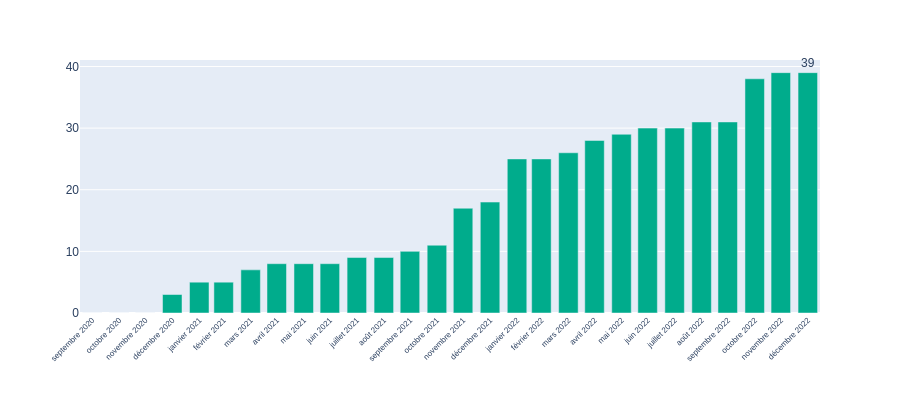 39
40
30
20
10
0
septembre 2020
octobre 2020
novembre 2020
décembre 2020
janvier 2021
février 2021
mars 2021
avril 2021
mai 2021
juin 2021
juillet 2021
août 2021
septembre 2021
octobre 2021
novembre 2021
décembre 2021
janvier 2022
février 2022
mars 2022
avril 2022
mai 2022
juin 2022
juillet 2022
août 2022
septembre 2022
octobre 2022
novembre 2022
décembre 2022